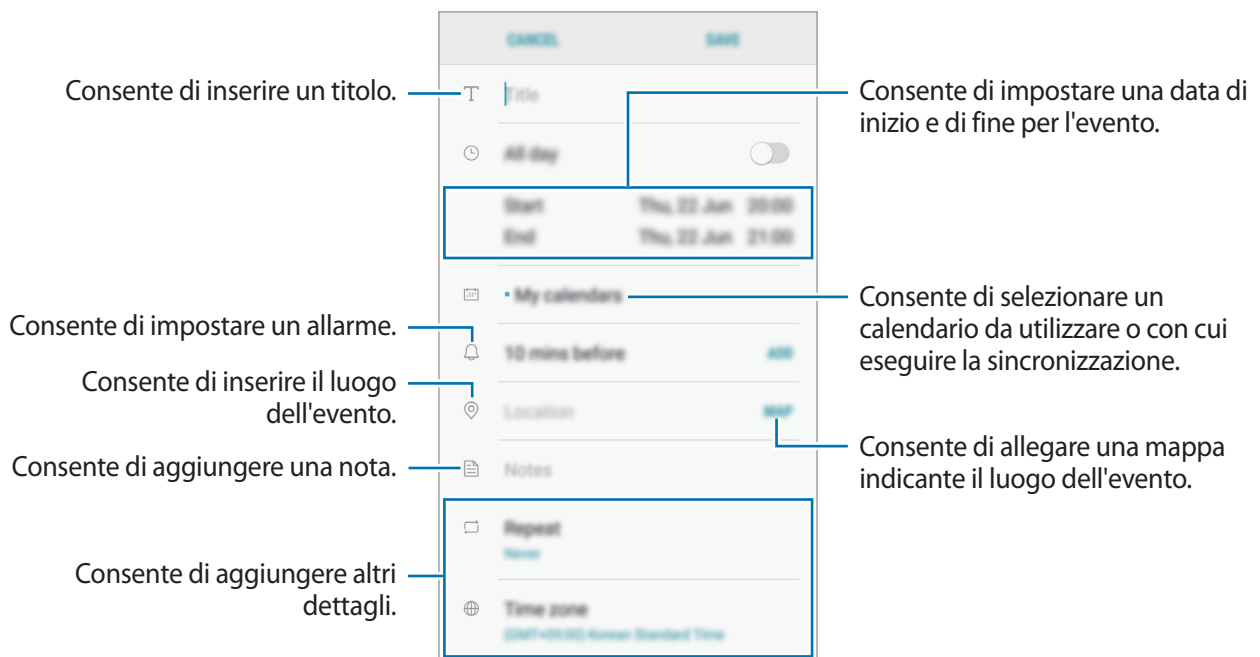 CANCEL SAVE
Consente di inserire un titolo.
Title
Consente di impostare una data di
inizio e di fine per l'evento.
All day
Start Thu, 22 Jun 20:00
End Thu, 22 Jun 21:00
My calendars
Consente di selezionare un
calendario da utilizzare o con cui
eseguire la sincronizzazione.
Consente di impostare un allarme.
10 mins before ADD
Consente di inserire il luogo
dell'evento.
Location MAP
Consente di allegare una mappa
indicante il luogo dell'evento.
Consente di aggiungere una nota.
Notes
Repeat
Never
Consente di aggiungere altri
dettagli.
Time zone
(GMT+09:00) Korean Standard Time